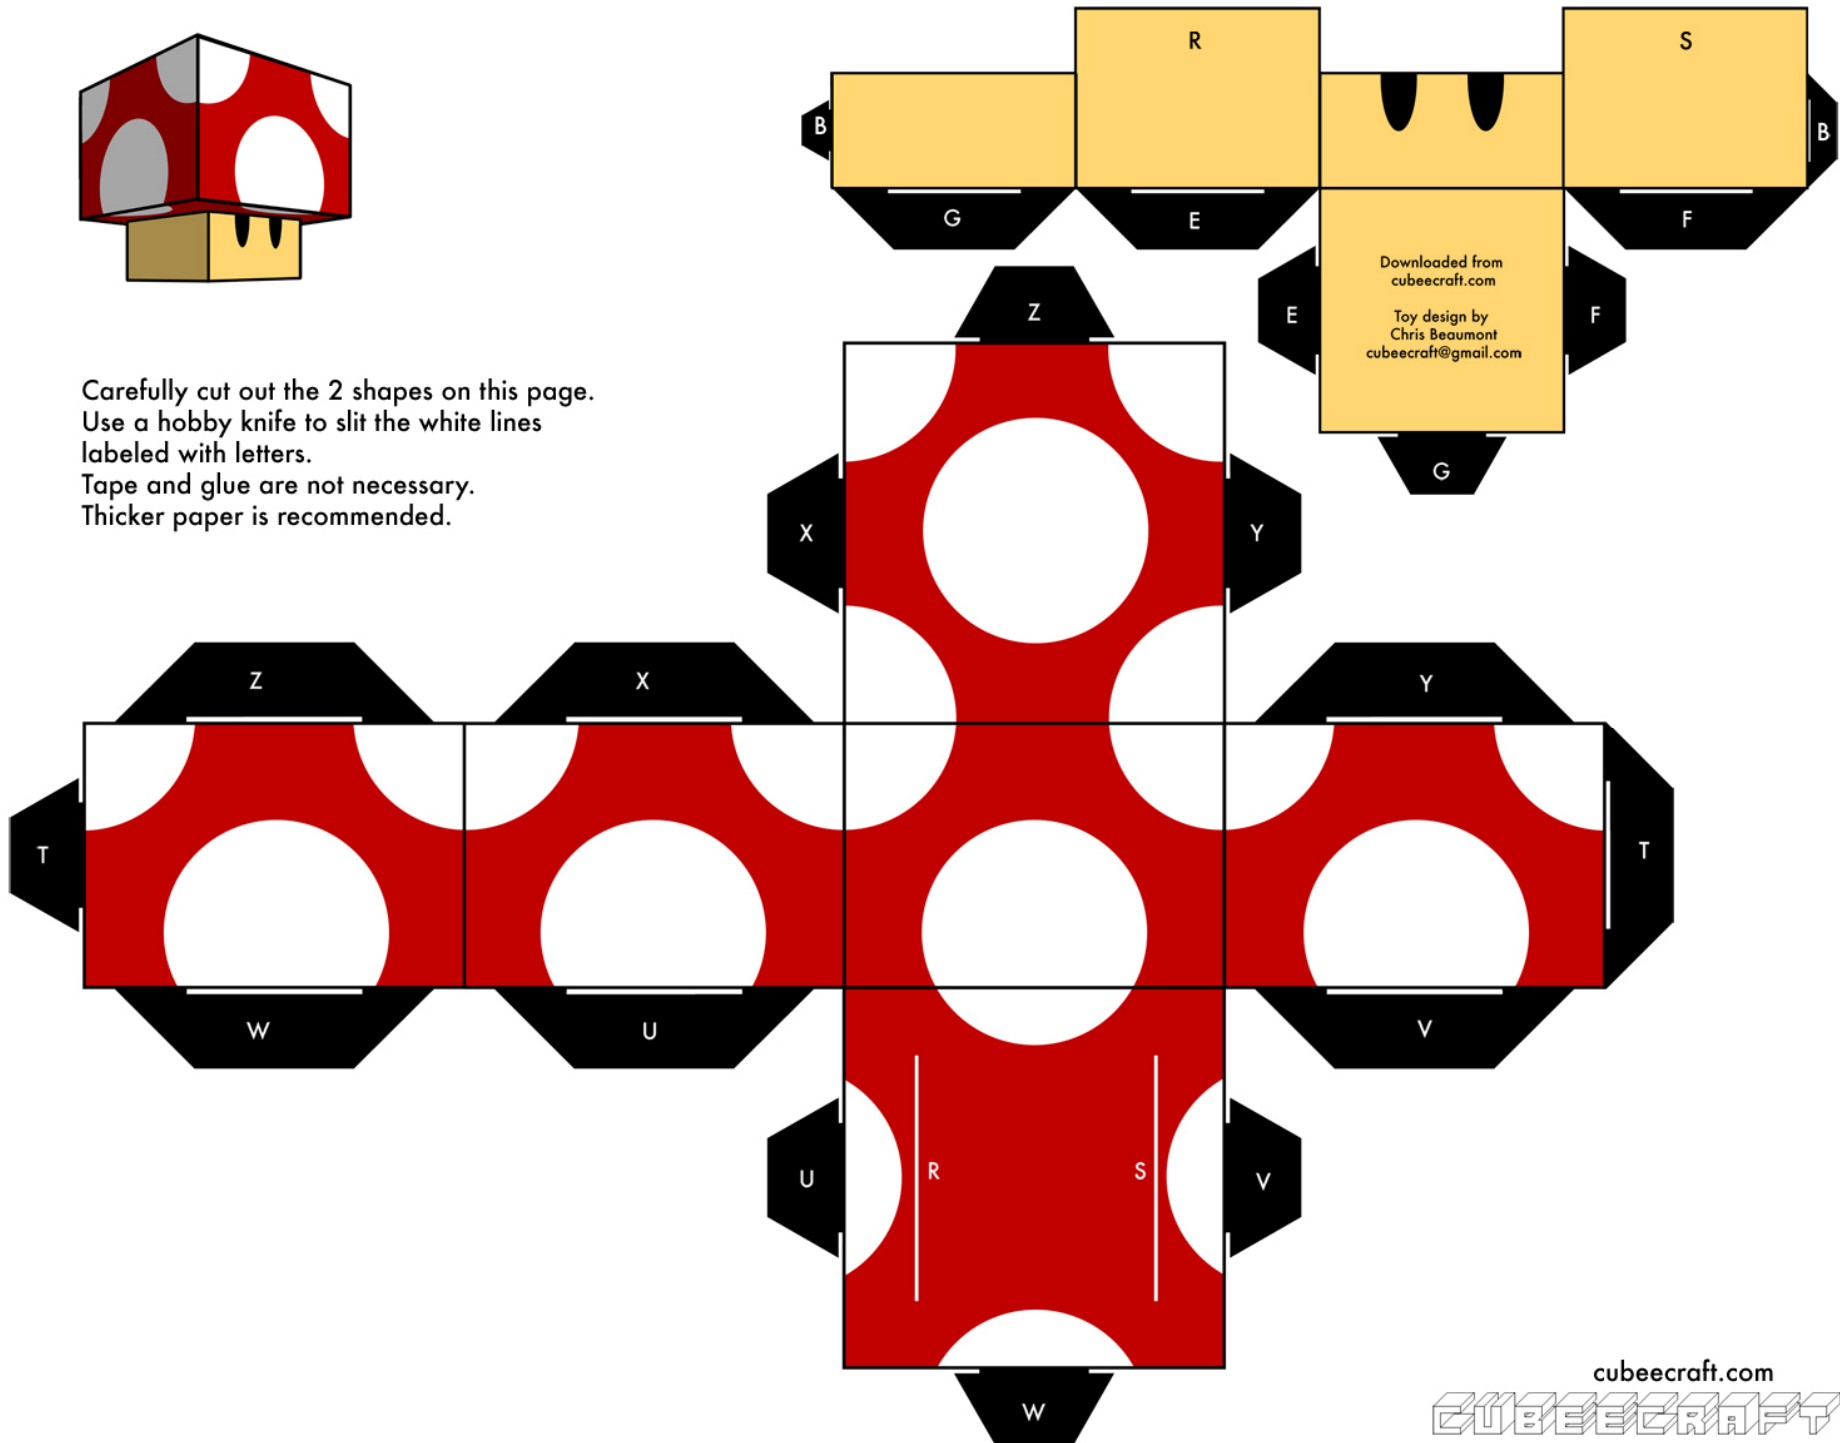 R
S
B
B
G
E
F
Downloaded from
cubeecraft.com
Toy design by
Chris Beaumont
cubeecraft@gmail.com
E
F
Z
G
Carefully cut out the 2 shapes on this page.
Use a hobby knife to slit the white lines
labeled with letters.
Tape and glue are not necessary.
Thicker paper is recommended.
X
Y
Z
X
Y
T
T
W
U
V
U
R
S
V
W
cubeecraft.com
CUBEECRAFT